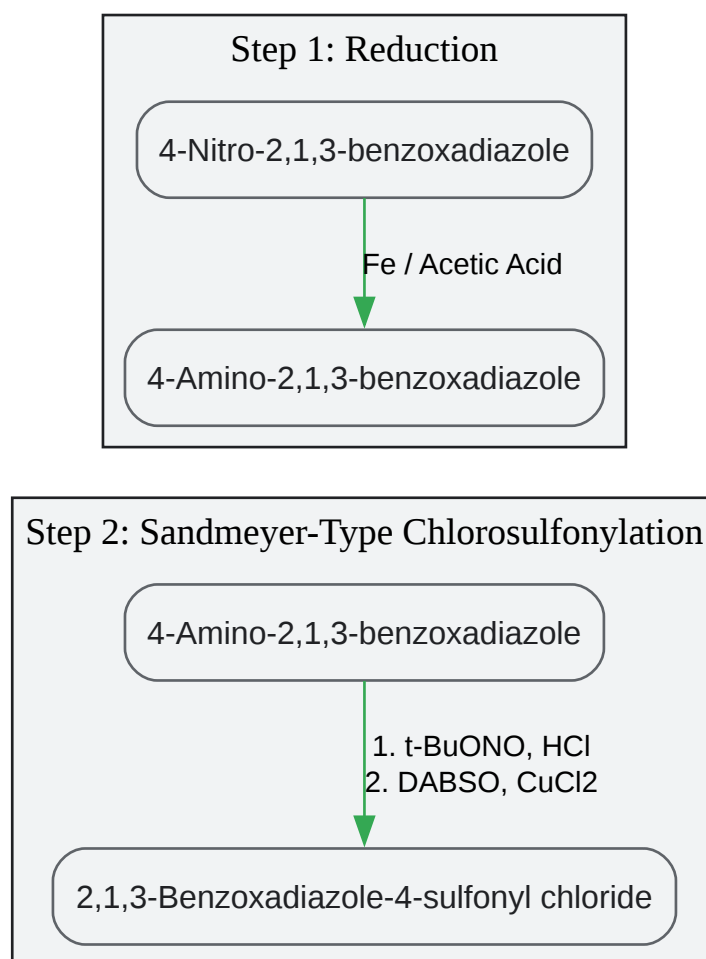 Step 1: Reduction
4-Nitro-2,1,3-benzoxadiazole
Fe / Acetic Acid
4-Amino-2,1,3-benzoxadiazole
Step 2: Sandmeyer-Type Chlorosulfonylation
4-Amino-2,1,3-benzoxadiazole
1. t-BuONO, HCl
2. DABSO, CuCl2
2,1,3-Benzoxadiazole-4-sulfonyl chloride